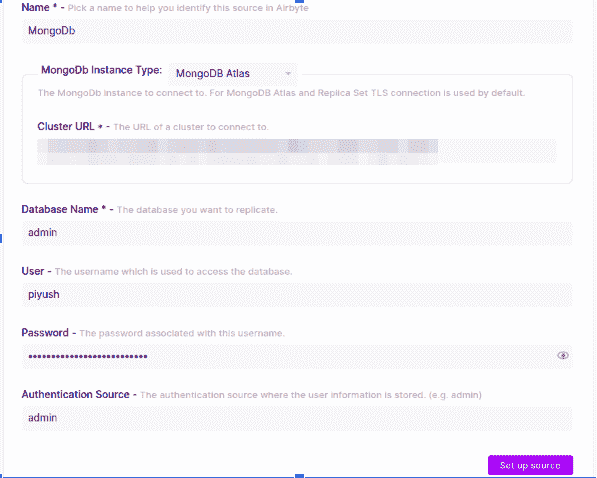 Name * - Pick a name to help you identify this source in Airbyte
MongoDb
MongoDb Instance Type: MongoDB Atlas
The MongoDb instance to connect to. For MongoDB Atlas and Replica Set TLS connection is used by default.
Cluster URL * - The URL of a cluster to connect to.
Database Name * - The database you want to replicate.
admin
User - The username which is used to access the database.
piyush
Password - The password associated with this username.
••••••••••••••••••••••••••
Authentication Source - The authentication source where the user information is stored. (e.g. admin)
admin
Set up source